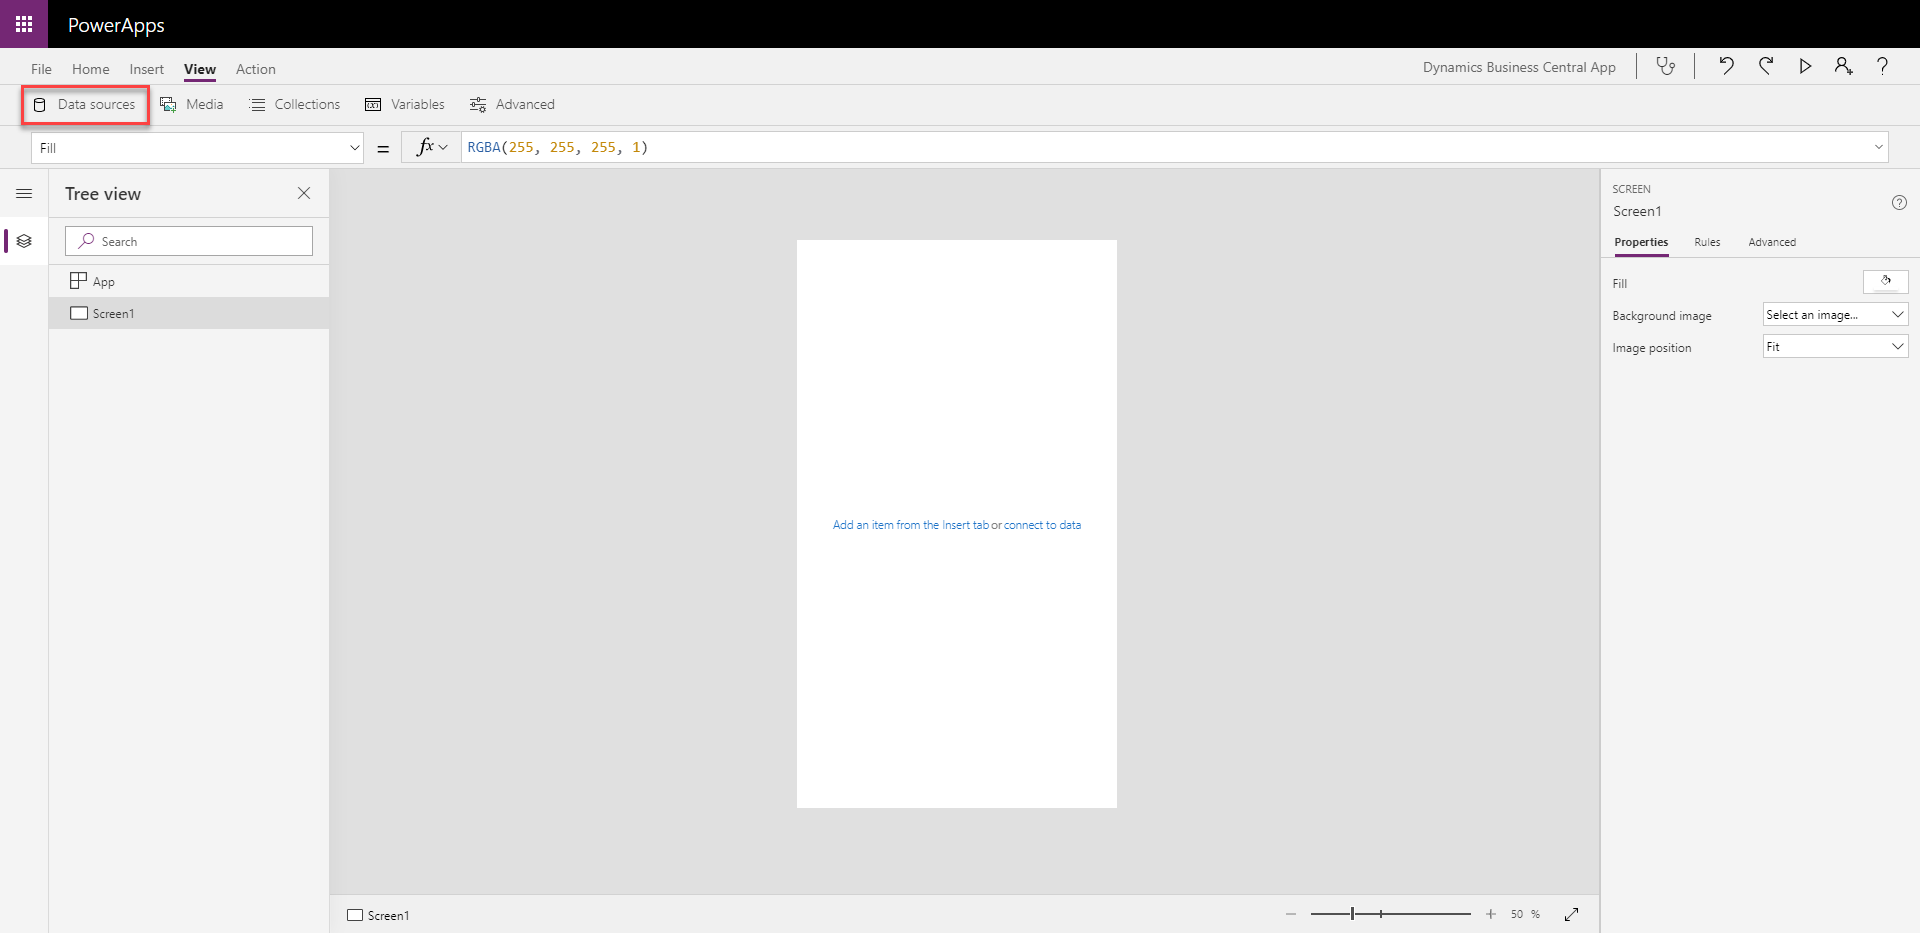 PowerApps
File Home Insert View Action
Dynamics Business Central App
Data sources Media Collections Variables Advanced
Fill = fx RGBA(255, 255, 255, 1)
Tree view
Search
App
Screen1
Add an item from the Insert tab or connect to data
SCREEN
Screen1
Properties Rules Advanced
Fill
Background image Select an image...
Image position Fit
Screen1
50 %